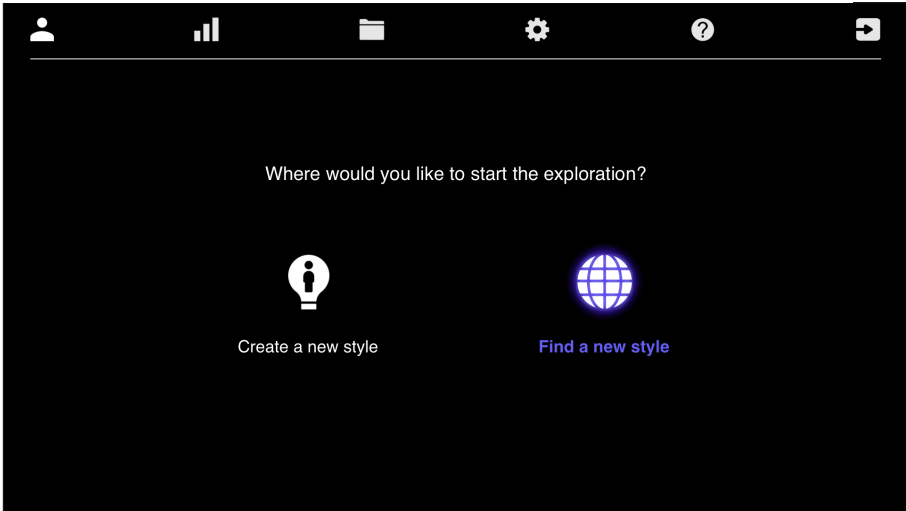 Where would you like to start the exploration?
Create a new style
Find a new style